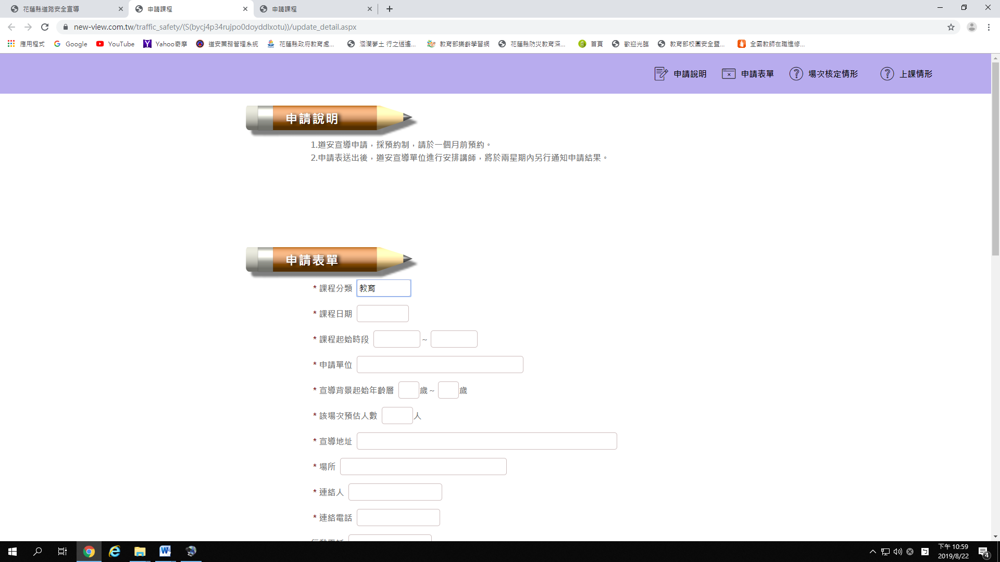 花蓮縣道路安全宣導
申請課程
申請課程
new-view.com.tw/traffic_safety/(S(bycj4p34rujpo0doyddlxotu))/update_detail.aspx
應用程式
Google
YouTube
Yahoo奇摩
道安業務管理系統
花蓮縣政府教育處...
洄瀾夢土 行之逍遙...
教育部樂齡學習網
花蓮縣防災教育深...
首頁
歡迎光臨
教育部校園安全暨...
全國教師在職進修...
申請說明
申請表單
場次核定情形
上課情形
申請說明
1.道安宣導申請，採預約制，請於一個月前預約。
2.申請表送出後，道安宣導單位進行安排講師，將於兩星期內另行通知申請結果。
申請表單
* 課程分類 教育
* 課程日期
* 課程起始時段 ~
* 申請單位
* 宣導背景起始年齡層 歲 ~ 歲
* 該場次預估人數 人
* 宣導地址
* 場所
* 連絡人
* 連絡電話
下午 10:59
2019/8/22
4